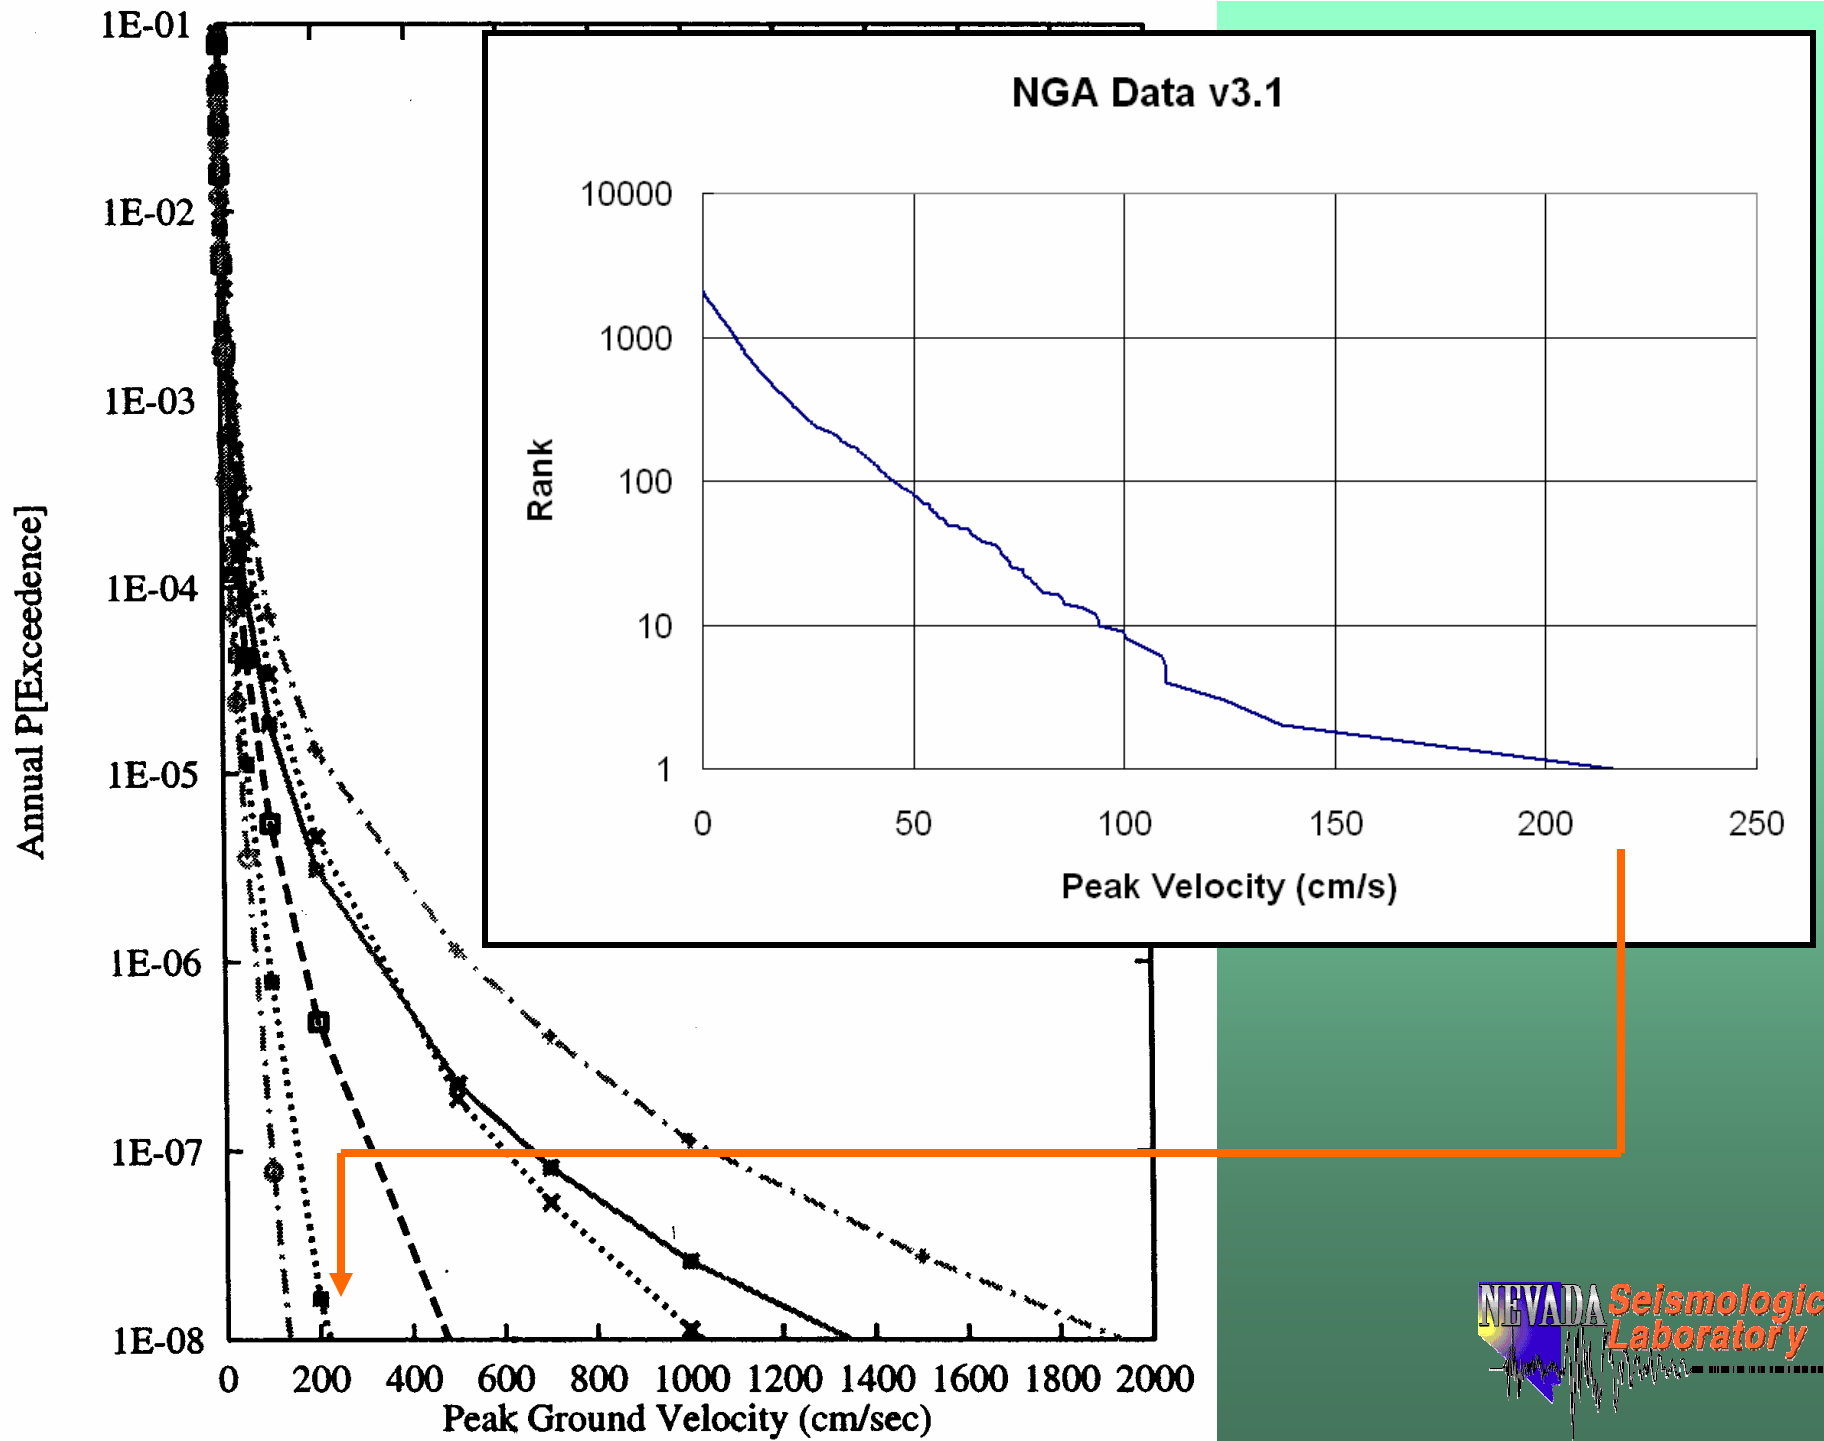 1E-01
1E-02
1E-03
1E-04
1E-05
1E-06
1E-07
1E-08
Annual P[Exceedence]
0 200 400 600 800 1000 1200 1400 1600 1800 2000
Peak Ground Velocity (cm/sec)
NGA Data v3.1
10000
1000
100
10
1
Rank
0 50 100 150 200 250
Peak Velocity (cm/s)
NEVADA Seismologic
Laboratory